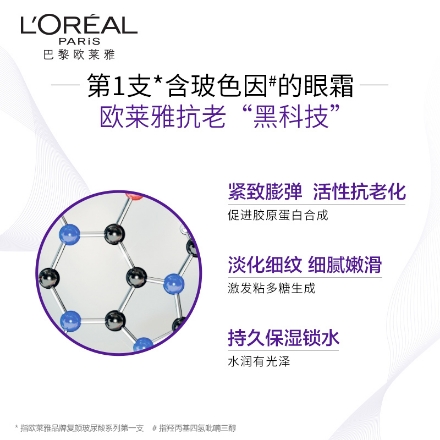 L'ORÉAL
PARIS
巴黎欧莱雅
第1支*含玻色因#的眼霜
欧莱雅抗老“黑科技”
紧致膨弹 活性抗老化
促进胶原蛋白合成
淡化细纹 细腻嫩滑
激发粘多糖生成
持久保湿锁水
水润有光泽
* 指欧莱雅品牌复颜玻尿酸系列第一支 # 指羟丙基四氢吡喃三醇